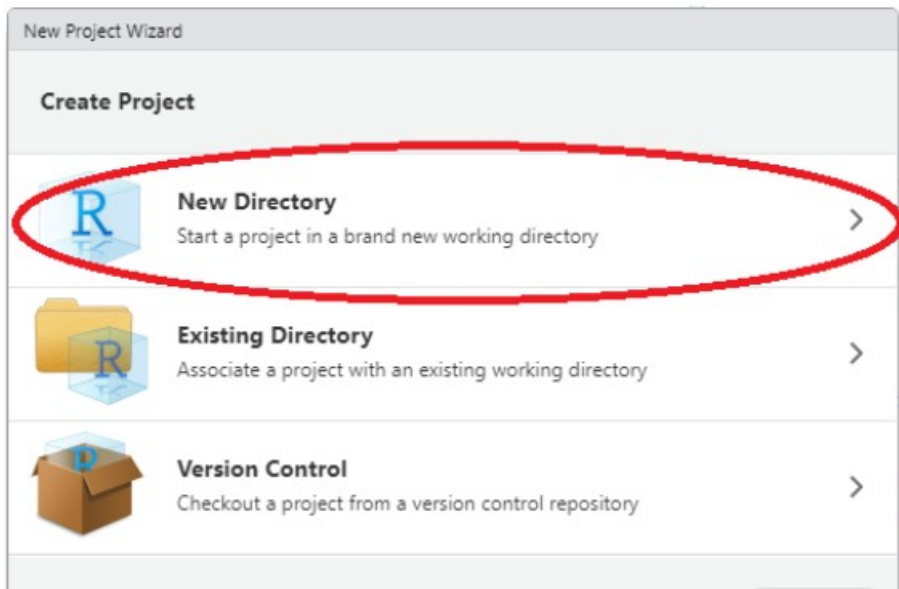 New Project Wizard
Create Project
R
New Directory
Start a project in a brand new working directory
R
Existing Directory
Associate a project with an existing working directory
R
Version Control
Checkout a project from a version control repository